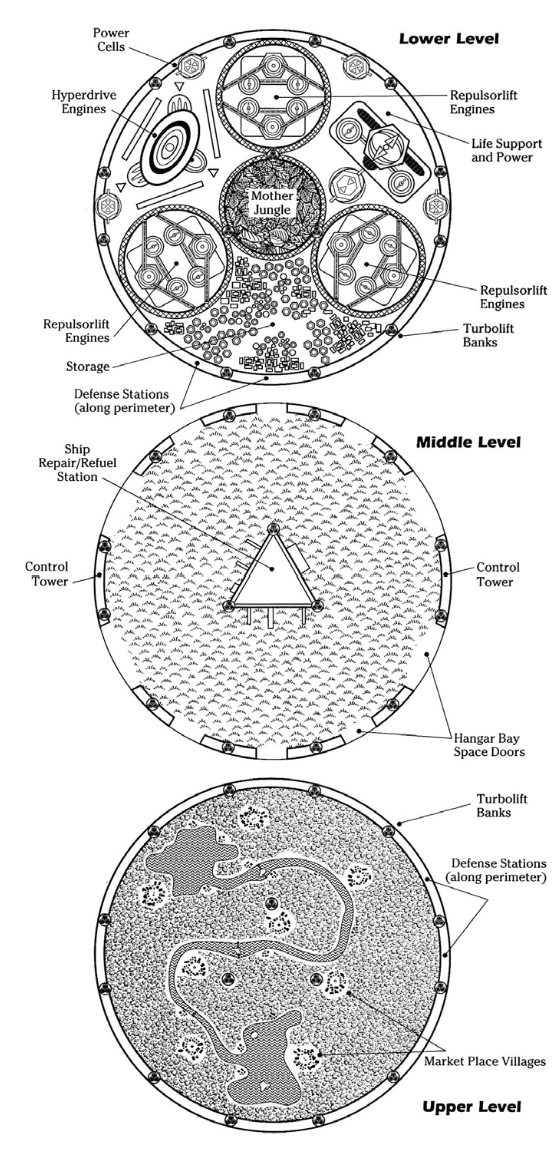 Lower Level
Power
Cells
Hyperdrive
Engines
Repulsorlift
Engines
Life Support
and Power
Mother
Jungle
Repulsorlift
Engines
Repulsorlift
Engines
Turbolift
Banks
Storage
Defense Stations
(along perimeter)
Middle Level
Ship
Repair/Refuel
Station
Control
Tower
Control
Tower
Hangar Bay
Space Doors
Turbolift
Banks
Defense Stations
(along perimeter)
Market Place Villages
Upper Level